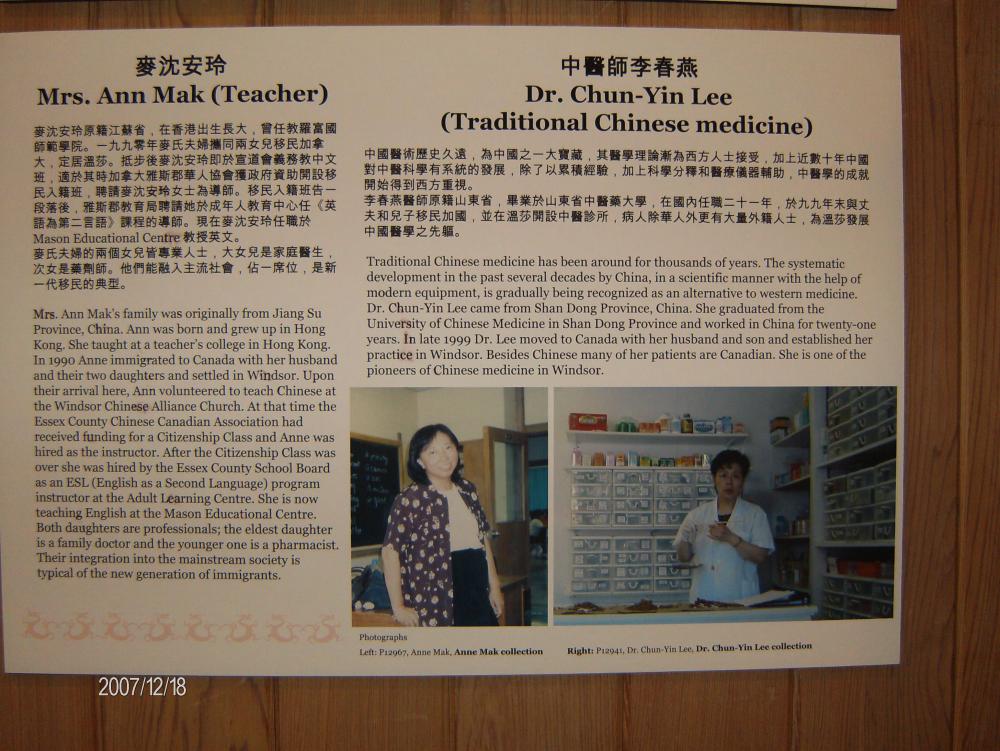 麥沈安玲
Mrs. Ann Mak (Teacher)
麥沈安玲原籍江蘇省，在香港出生長大，曾任教羅富國
師範學院。一九九零年麥氏夫婦攜同兩女兒移民加拿
大，定居溫莎。抵步後麥沈安玲即於宣道會義務教中文
班，適於其時加拿大雅斯郡華人協會獲政府資助開設移
民入籍班，聘請麥沈安玲女士為導師。移民入籍班告一
段落後，雅斯郡教育局聘請她於成年人教育中心任《英
語為第二言語》課程的導師。現在麥沈安玲任職於
Mason Educational Centre 教授英文。
麥氏夫婦的兩個女兒皆專業人士，大女兒是家庭醫生，
次女是藥劑師。他們能融入主流社會，佔一席位，是新
一代移民的典型。
Mrs. Ann Mak's family was originally from Jiang Su
Province, China. Ann was born and grew up in Hong
Kong. She taught at a teacher's college in Hong Kong.
In 1990 Anne immigrated to Canada with her husband
and their two daughters and settled in Windsor. Upon
their arrival here, Ann volunteered to teach Chinese at
the Windsor Chinese Alliance Church. At that time the
Essex County Chinese Canadian Association had
received funding for a Citizenship Class and Anne was
hired as the instructor. After the Citizenship Class was
over she was hired by the Essex County School Board
as an ESL (English as a Second Language) program
instructor at the Adult Learning Centre. She is now
teaching English at the Mason Educational Centre.
Both daughters are professionals; the eldest daughter
is a family doctor and the younger one is a pharmacist.
Their integration into the mainstream society is
typical of the new generation of immigrants.
中醫師李春燕
Dr. Chun-Yin Lee
(Traditional Chinese medicine)
中國醫術歷史久遠，為中國之一大寶藏，其醫學理論漸為西方人士接受，加上近數十年中國
對中醫科學有系統的發展，除了以累積經驗，加上科學分釋和醫療儀器輔助，中醫學的成就
開始得到西方重視。
李春燕醫師原籍山東省，畢業於山東省中醫藥大學，在國內任職二十一年，於九九年末與丈
夫和兒子移民加國，並在溫莎開設中醫診所，病人除華人外更有大量外籍人士，為溫莎發展
中國醫學之先軀。
Traditional Chinese medicine has been around for thousands of years. The systematic
development in the past several decades by China, in a scientific manner with the help of
modern equipment, is gradually being recognized as an alternative to western medicine.
Dr. Chun-Yin Lee came from Shan Dong Province, China. She graduated from the
University of Chinese Medicine in Shan Dong Province and worked in China for twenty-one
years. In late 1999 Dr. Lee moved to Canada with her husband and son and established her
practice in Windsor. Besides Chinese many of her patients are Canadian. She is one of the
pioneers of Chinese medicine in Windsor.
Photographs
Left: P12967, Anne Mak, Anne Mak collection
Right: P12941, Dr. Chun-Yin Lee, Dr. Chun-Yin Lee collection
2007/12/18